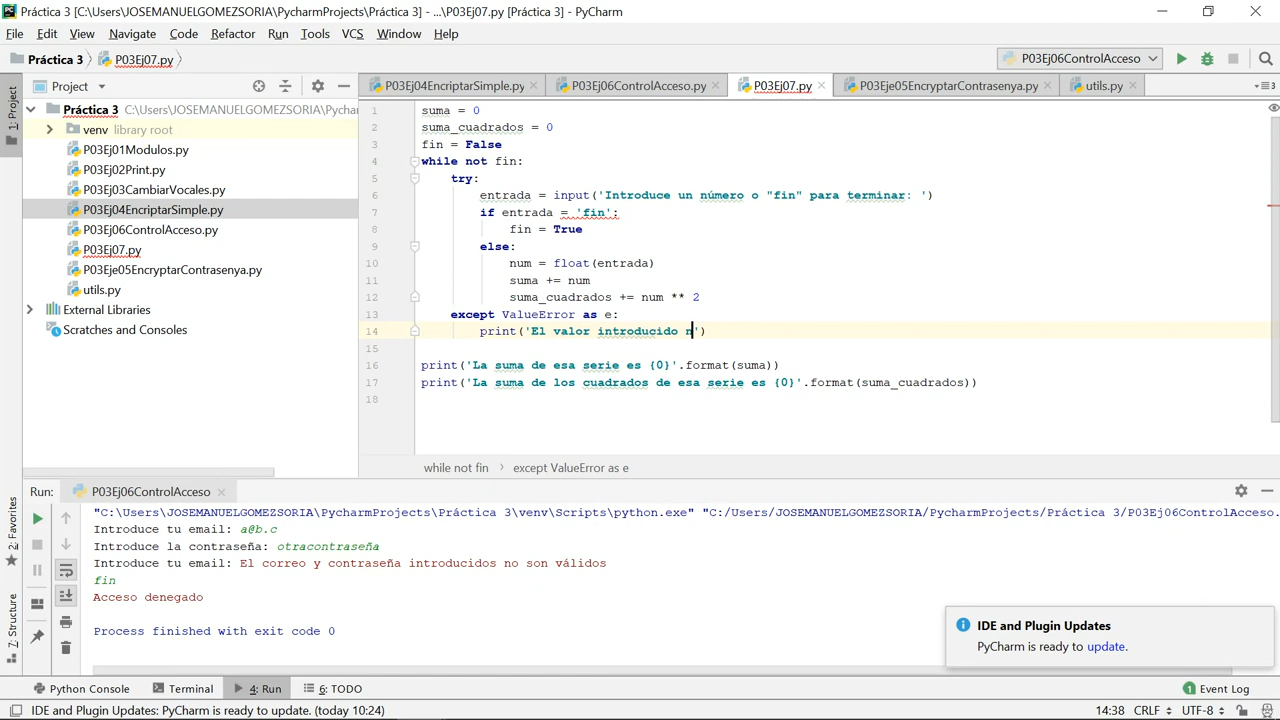 Práctica 3 [C:\Users\JOSEMANUELGOMEZSORIA\PycharmProjects\Práctica 3] - ...\P03Ej07.py [Práctica 3] - PyCharm
File Edit View Navigate Code Refactor Run Tools VCS Window Help
Práctica 3 P03Ej07.py P03Ej06ControlAcceso
Project P03Ej04EncriptarSimple.py P03Ej06ControlAcceso.py P03Ej07.py P03Eje05EncryptarContrasenya.py utils.py
1: Project
Práctica 3 C:\Users\JOSEMANUELGOMEZSORIA\Pychar
venv library root
P03Ej01Modulos.py
P03Ej02Print.py
P03Ej03CambiarVocales.py
P03Ej04EncriptarSimple.py
P03Ej06ControlAcceso.py
P03Ej07.py
P03Eje05EncryptarContrasenya.py
utils.py
External Libraries
Scratches and Consoles
1 suma = 0
2 suma_cuadrados = 0
3 fin = False
4 while not fin:
5 try:
6 entrada = input('Introduce un número o "fin" para terminar: ')
7 if entrada = 'fin':
8 fin = True
9 else:
10 num = float(entrada)
11 suma += num
12 suma_cuadrados += num ** 2
13 except ValueError as e:
14 print('El valor introducido n')
15
16 print('La suma de esa serie es {0}'.format(suma))
17 print('La suma de los cuadrados de esa serie es {0}'.format(suma_cuadrados))
18
while not fin except ValueError as e
Run: P03Ej06ControlAcceso
2: Favorites
7: Structure
"C:\Users\JOSEMANUELGOMEZSORIA\PycharmProjects\Práctica 3\venv\Scripts\python.exe" "C:/Users/JOSEMANUELGOMEZSORIA/PycharmProjects/Práctica 3/P03Ej06ControlAcceso.
Introduce tu email: a@b.c
Introduce la contraseña: otracontraseña
Introduce tu email: El correo y contraseña introducidos no son válidos
fin
Acceso denegado
Process finished with exit code 0
IDE and Plugin Updates
PyCharm is ready to update.
Python Console Terminal 4: Run 6: TODO 1 Event Log
IDE and Plugin Updates: PyCharm is ready to update. (today 10:24) 14:38 CRLF UTF-8